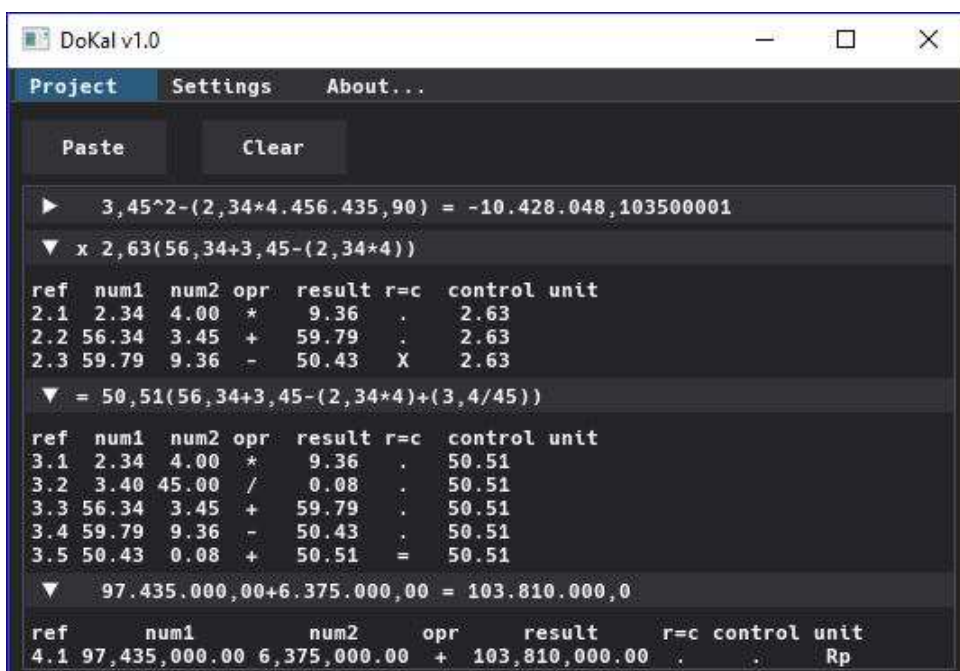 DoKal v1.0
Project Settings About...
Paste Clear
3,45^2-(2,34*4.456.435,90) = -10.428.048,103500001
x 2,63(56,34+3,45-(2,34*4))
ref num1 num2 opr result r=c control unit
2.1 2.34 4.00 * 9.36 . 2.63
2.2 56.34 3.45 + 59.79 . 2.63
2.3 59.79 9.36 - 50.43 X 2.63
= 50,51(56,34+3,45-(2,34*4)+(3,4/45))
ref num1 num2 opr result r=c control unit
3.1 2.34 4.00 * 9.36 . 50.51
3.2 3.40 45.00 / 0.08 . 50.51
3.3 56.34 3.45 + 59.79 . 50.51
3.4 59.79 9.36 - 50.43 . 50.51
3.5 50.43 0.08 + 50.51 = 50.51
97.435.000,00+6.375.000,00 = 103.810.000,0
ref num1 num2 opr result r=c control unit
4.1 97,435,000.00 6,375,000.00 + 103,810,000.00 . . Rp